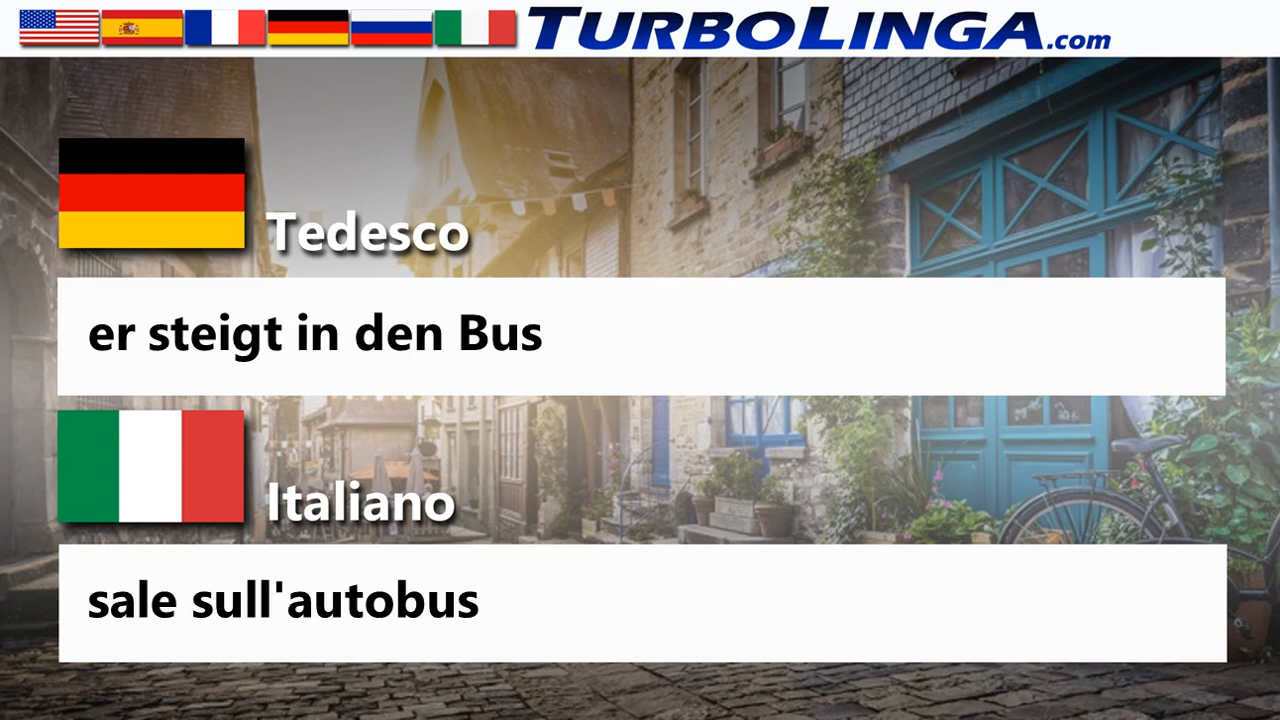 TURBOLINGA.com
Tedesco
er steigt in den Bus
Italiano
sale sull'autobus